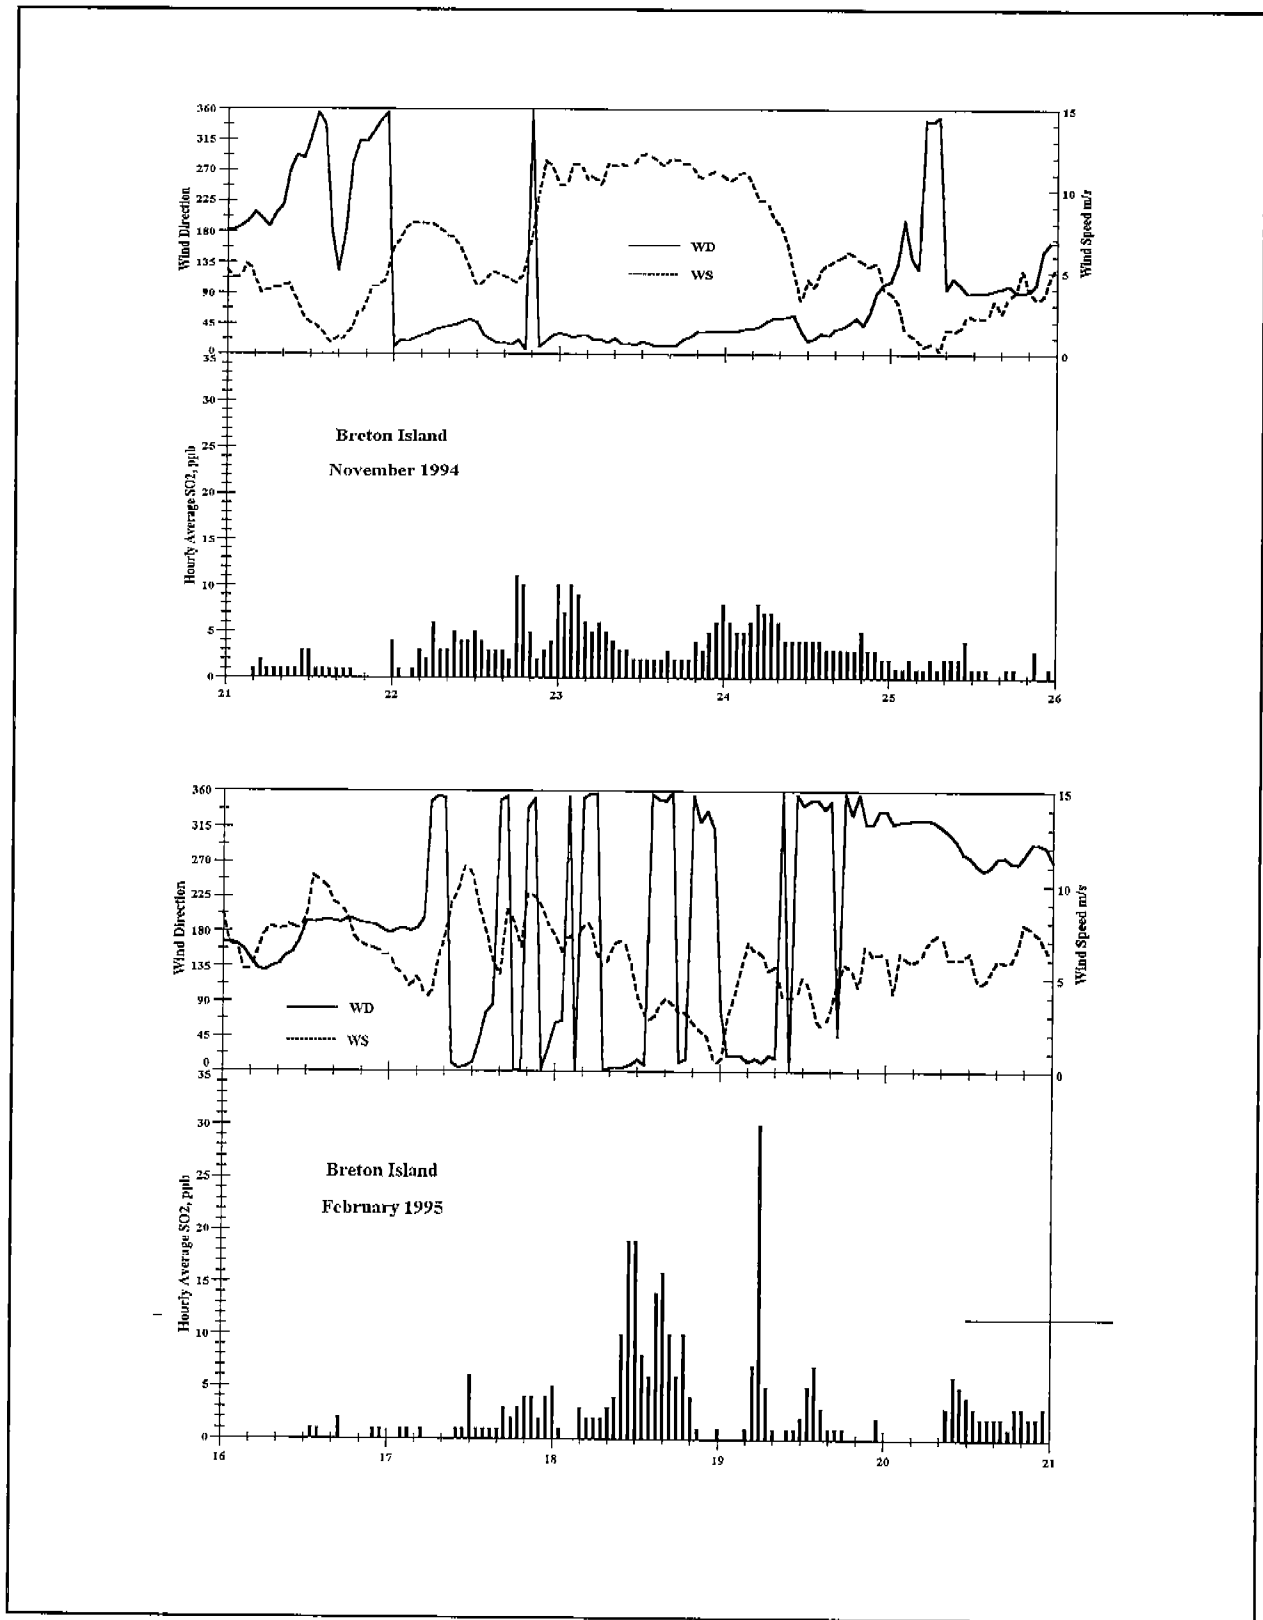 360
315
270
225
180
135
90
45
0
Wind Direction
15
10
5
0
Wind Speed m/s
WD
WS
35
30
25
20
15
10
5
0
Hourly Average SO2, ppb
Breton Island
November 1994
21 22 23 24 25 26
360
315
270
225
180
135
90
45
0
Wind Direction
15
10
5
0
Wind Speed m/s
WD
WS
35
30
25
20
15
10
5
0
Hourly Average SO2, ppb
Breton Island
February 1995
16 17 18 19 20 21